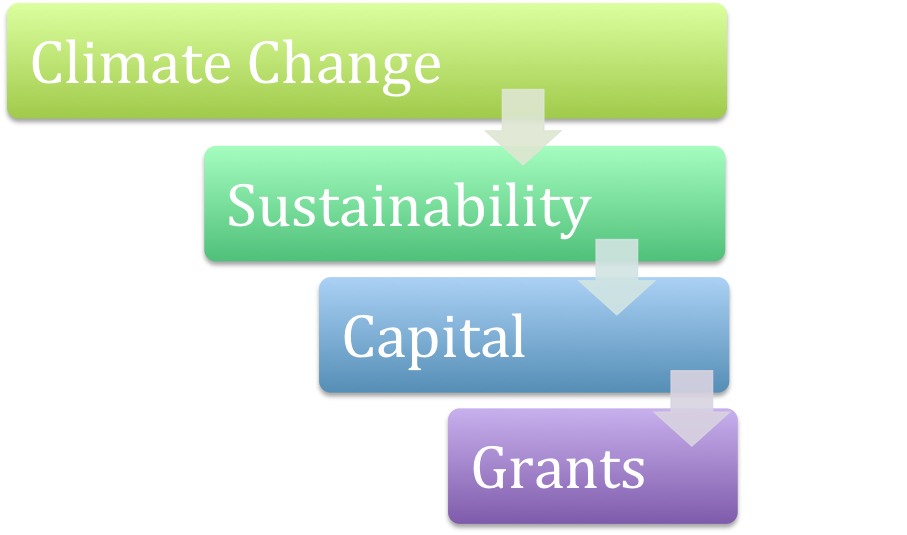 Climate Change
Sustainability
Capital
Grants